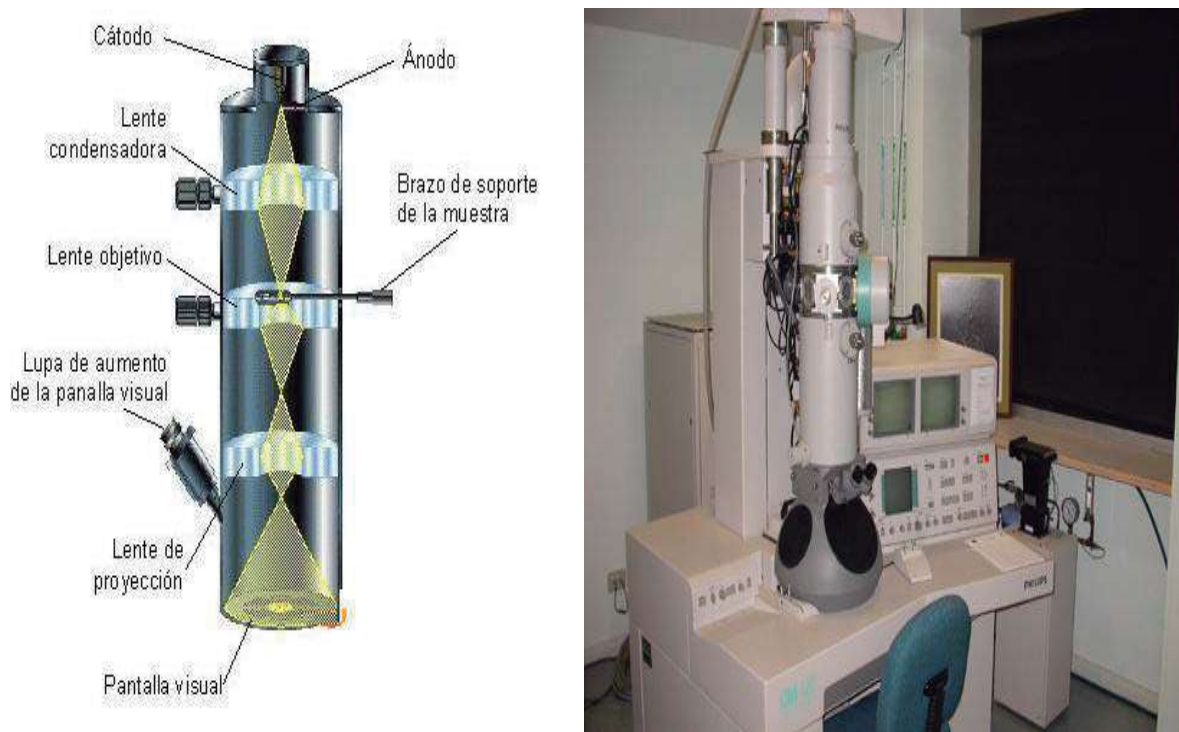 Cátodo
Ánodo
Lente
condensadora
Brazo de soporte
de la muestra
Lente objetivo
Lupa de aumento
de la panalla visual
Lente de
proyección
Pantalla visual
PHILIPS